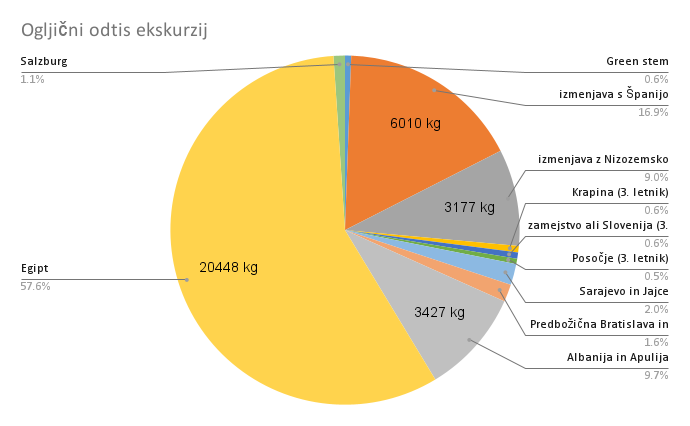 Ogljični odtis ekskurzij
Salzburg
1.1%
Green stem
0.6%
izmenjava s Španijo
16.9%
6010 kg
izmenjava z Nizozemsko
9.0%
3177 kg
Krapina (3. letnik)
0.6%
zamejstvo ali Slovenija (3.
0.6%
Posočje (3. letnik)
0.5%
Egipt
57.6%
20448 kg
Sarajevo in Jajce
2.0%
3427 kg
Predbožična Bratislava in
1.6%
Albanija in Apulija
9.7%